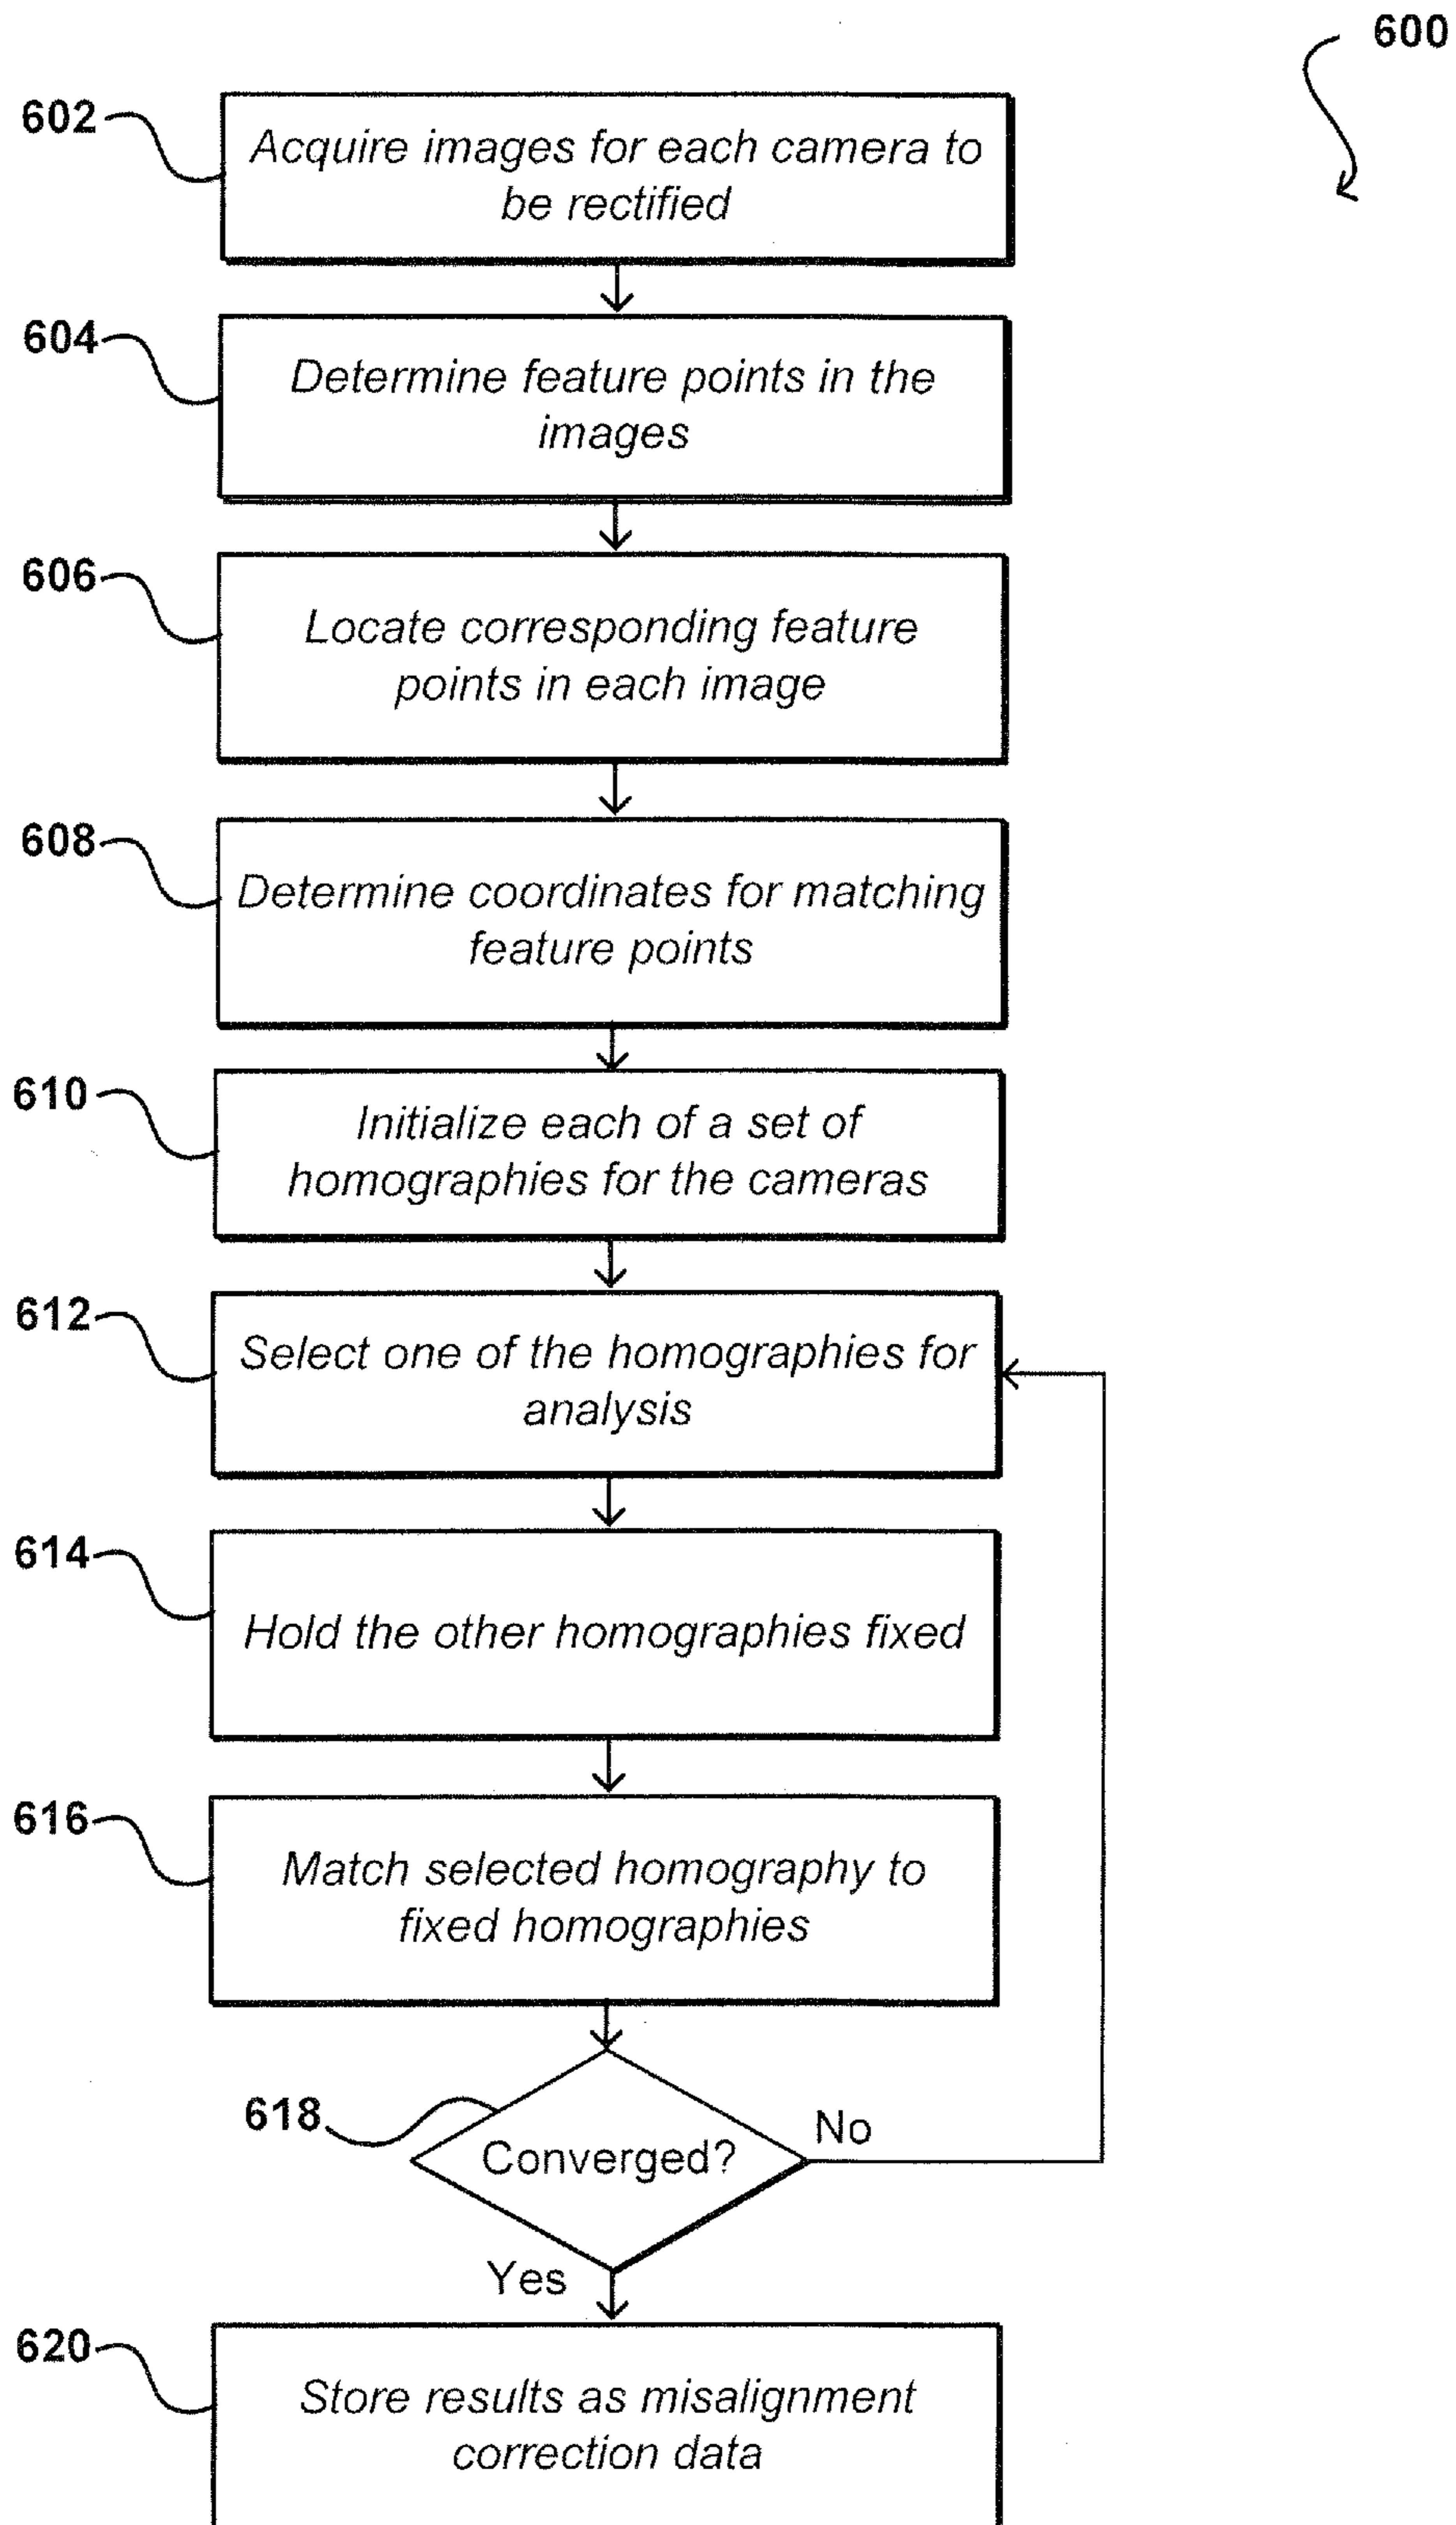 600
602
Acquire images for each camera to
be rectified
604
Determine feature points in the
images
606
Locate corresponding feature
points in each image
608
Determine coordinates for matching
feature points
610
Initialize each of a set of
homographies for the cameras
612
Select one of the homographies for
analysis
614
Hold the other homographies fixed
616
Match selected homography to
fixed homographies
618
Converged?
No
Yes
620
Store results as misalignment
correction data